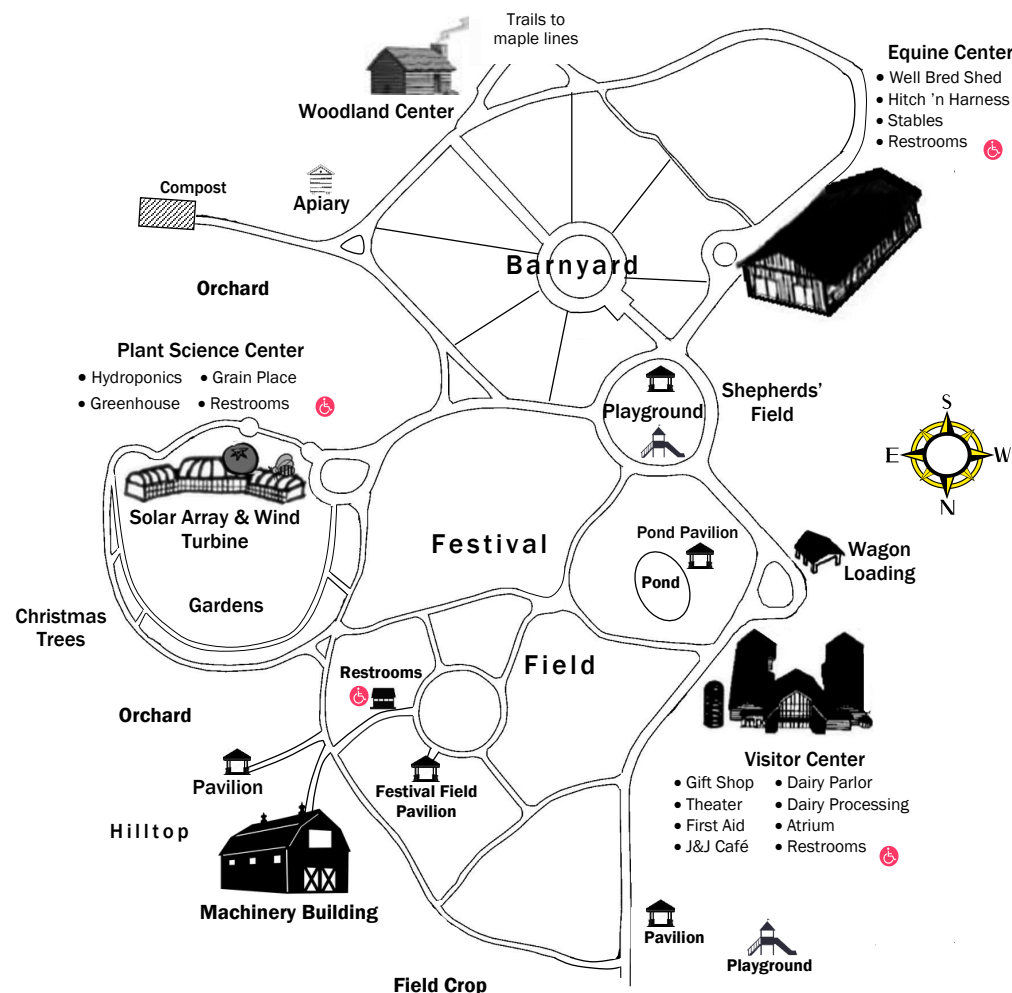 Trails to
maple lines
Equine Center
• Well Bred Shed
• Hitch ’n Harness
• Stables
• Restrooms
Woodland Center
Compost
Apiary
Barnyard
Orchard
Plant Science Center
• Hydroponics • Grain Place
• Greenhouse • Restrooms
Playground
Shepherds’
Field
S
E W
N
Solar Array & Wind
Turbine
Festival
Pond Pavilion
Wagon
Loading
Pond
Gardens
Christmas
Trees
Field
Restrooms
Orchard
Visitor Center
• Gift Shop • Dairy Parlor
• Theater • Dairy Processing
• First Aid • Atrium
• J&J Café • Restrooms
Pavilion
Festival Field
Pavilion
Hilltop
Machinery Building
Pavilion
Playground
Field Crop